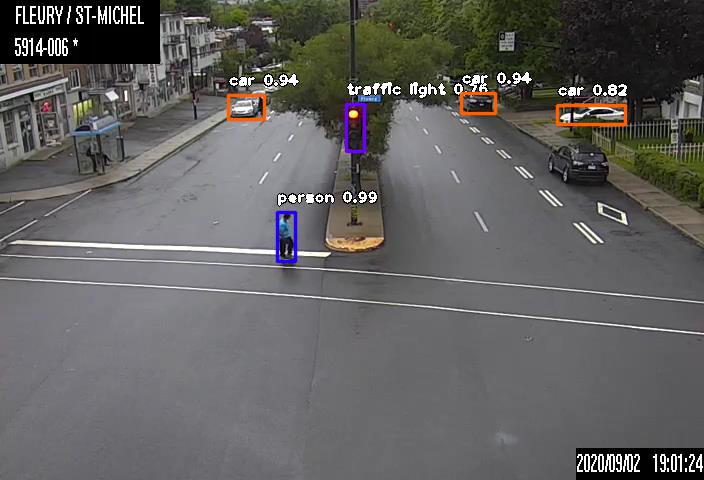 FLEURY / ST-MICHEL
5914-006 *
car 0.94
traffic light 0.76
car 0.94
car 0.82
Fleury
person 0.99
2020/09/02 19:01:24